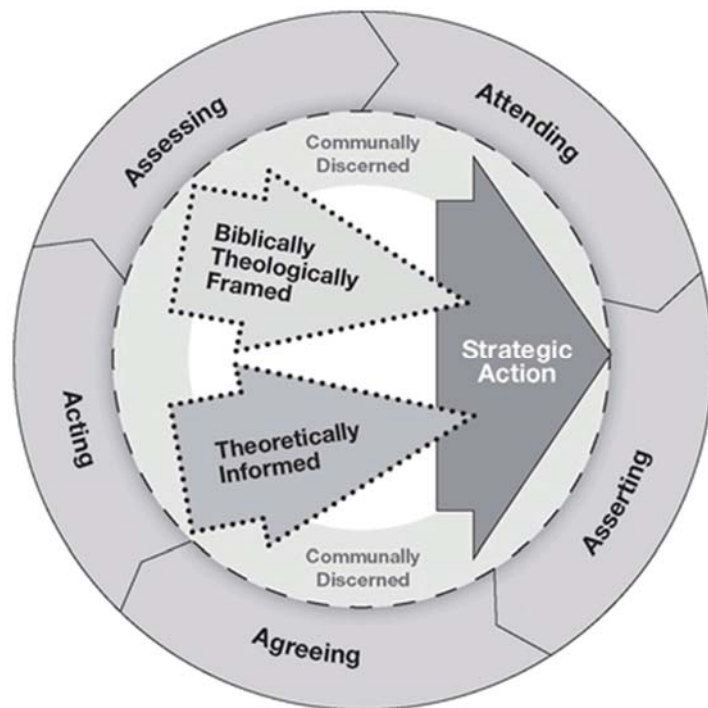 Assessing
Attending
Communally
Discerned
Biblically
Theologically
Framed
Strategic
Action
Acting
Theoretically
Informed
Asserting
Communally
Discerned
Agreeing